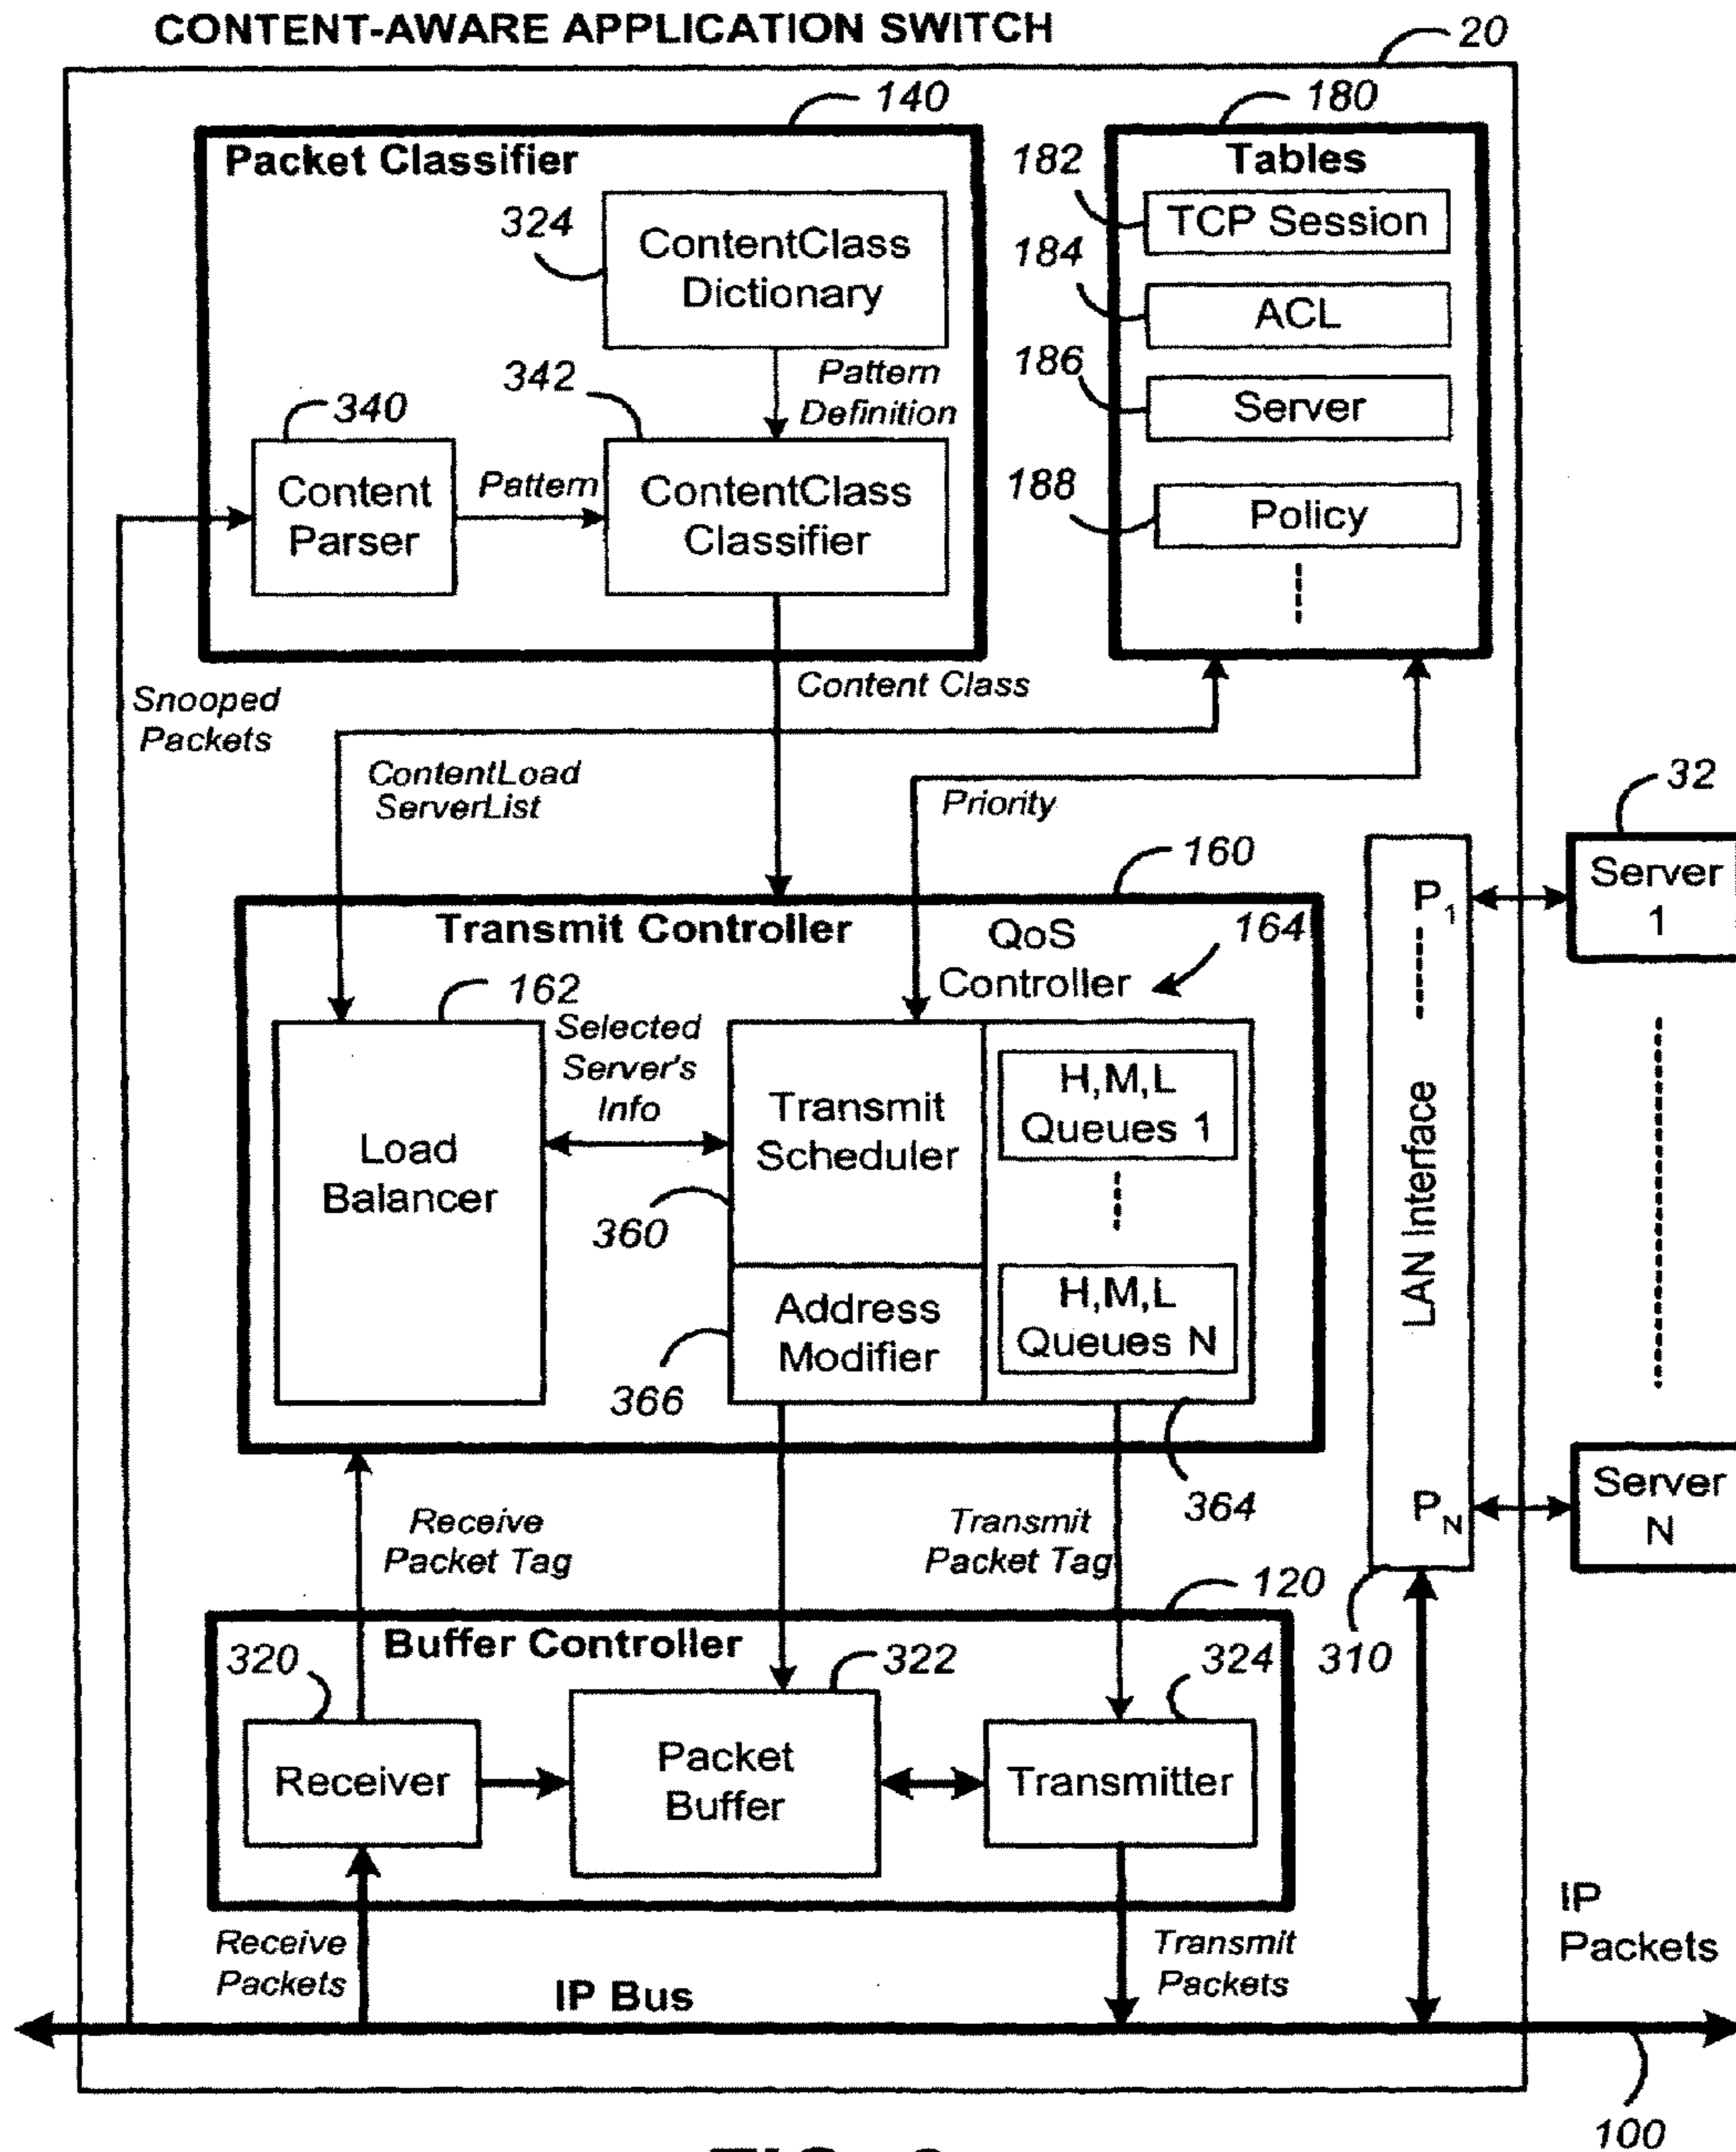 CONTENT-AWARE APPLICATION SWITCH
20
140
180
Packet Classifier
Tables
182
TCP Session
324
ContentClass
Dictionary
184
ACL
342
Pattern
Definition
186
Server
340
Content
Parser
Pattern
ContentClass
Classifier
188
Policy
Snooped
Packets
Content Class
ContentLoad
ServerList
Priority
32
Server
1
160
Transmit Controller
QoS
Controller
164
P1
162
Selected
Server's
Info
Load
Balancer
Transmit
Scheduler
H,M,L
Queues 1
LAN Interface
360
Address
Modifier
H,M,L
Queues N
366
364
PN
Server
N
Receive
Packet Tag
Transmit
Packet Tag
120
Buffer Controller
320
322
324
310
Receiver
Packet
Buffer
Transmitter
Receive
Packets
IP Bus
Transmit
Packets
IP
Packets
100